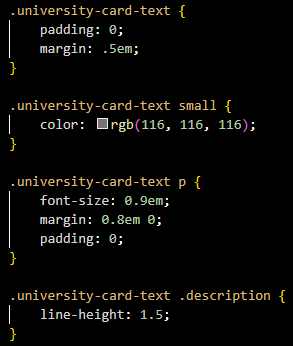 .university-card-text {
    padding: 0;
    margin: .5em;
}

.university-card-text small {
    color: rgb(116, 116, 116);
}

.university-card-text p {
    font-size: 0.9em;
    margin: 0.8em 0;
    padding: 0;
}

.university-card-text .description {
    line-height: 1.5;
}